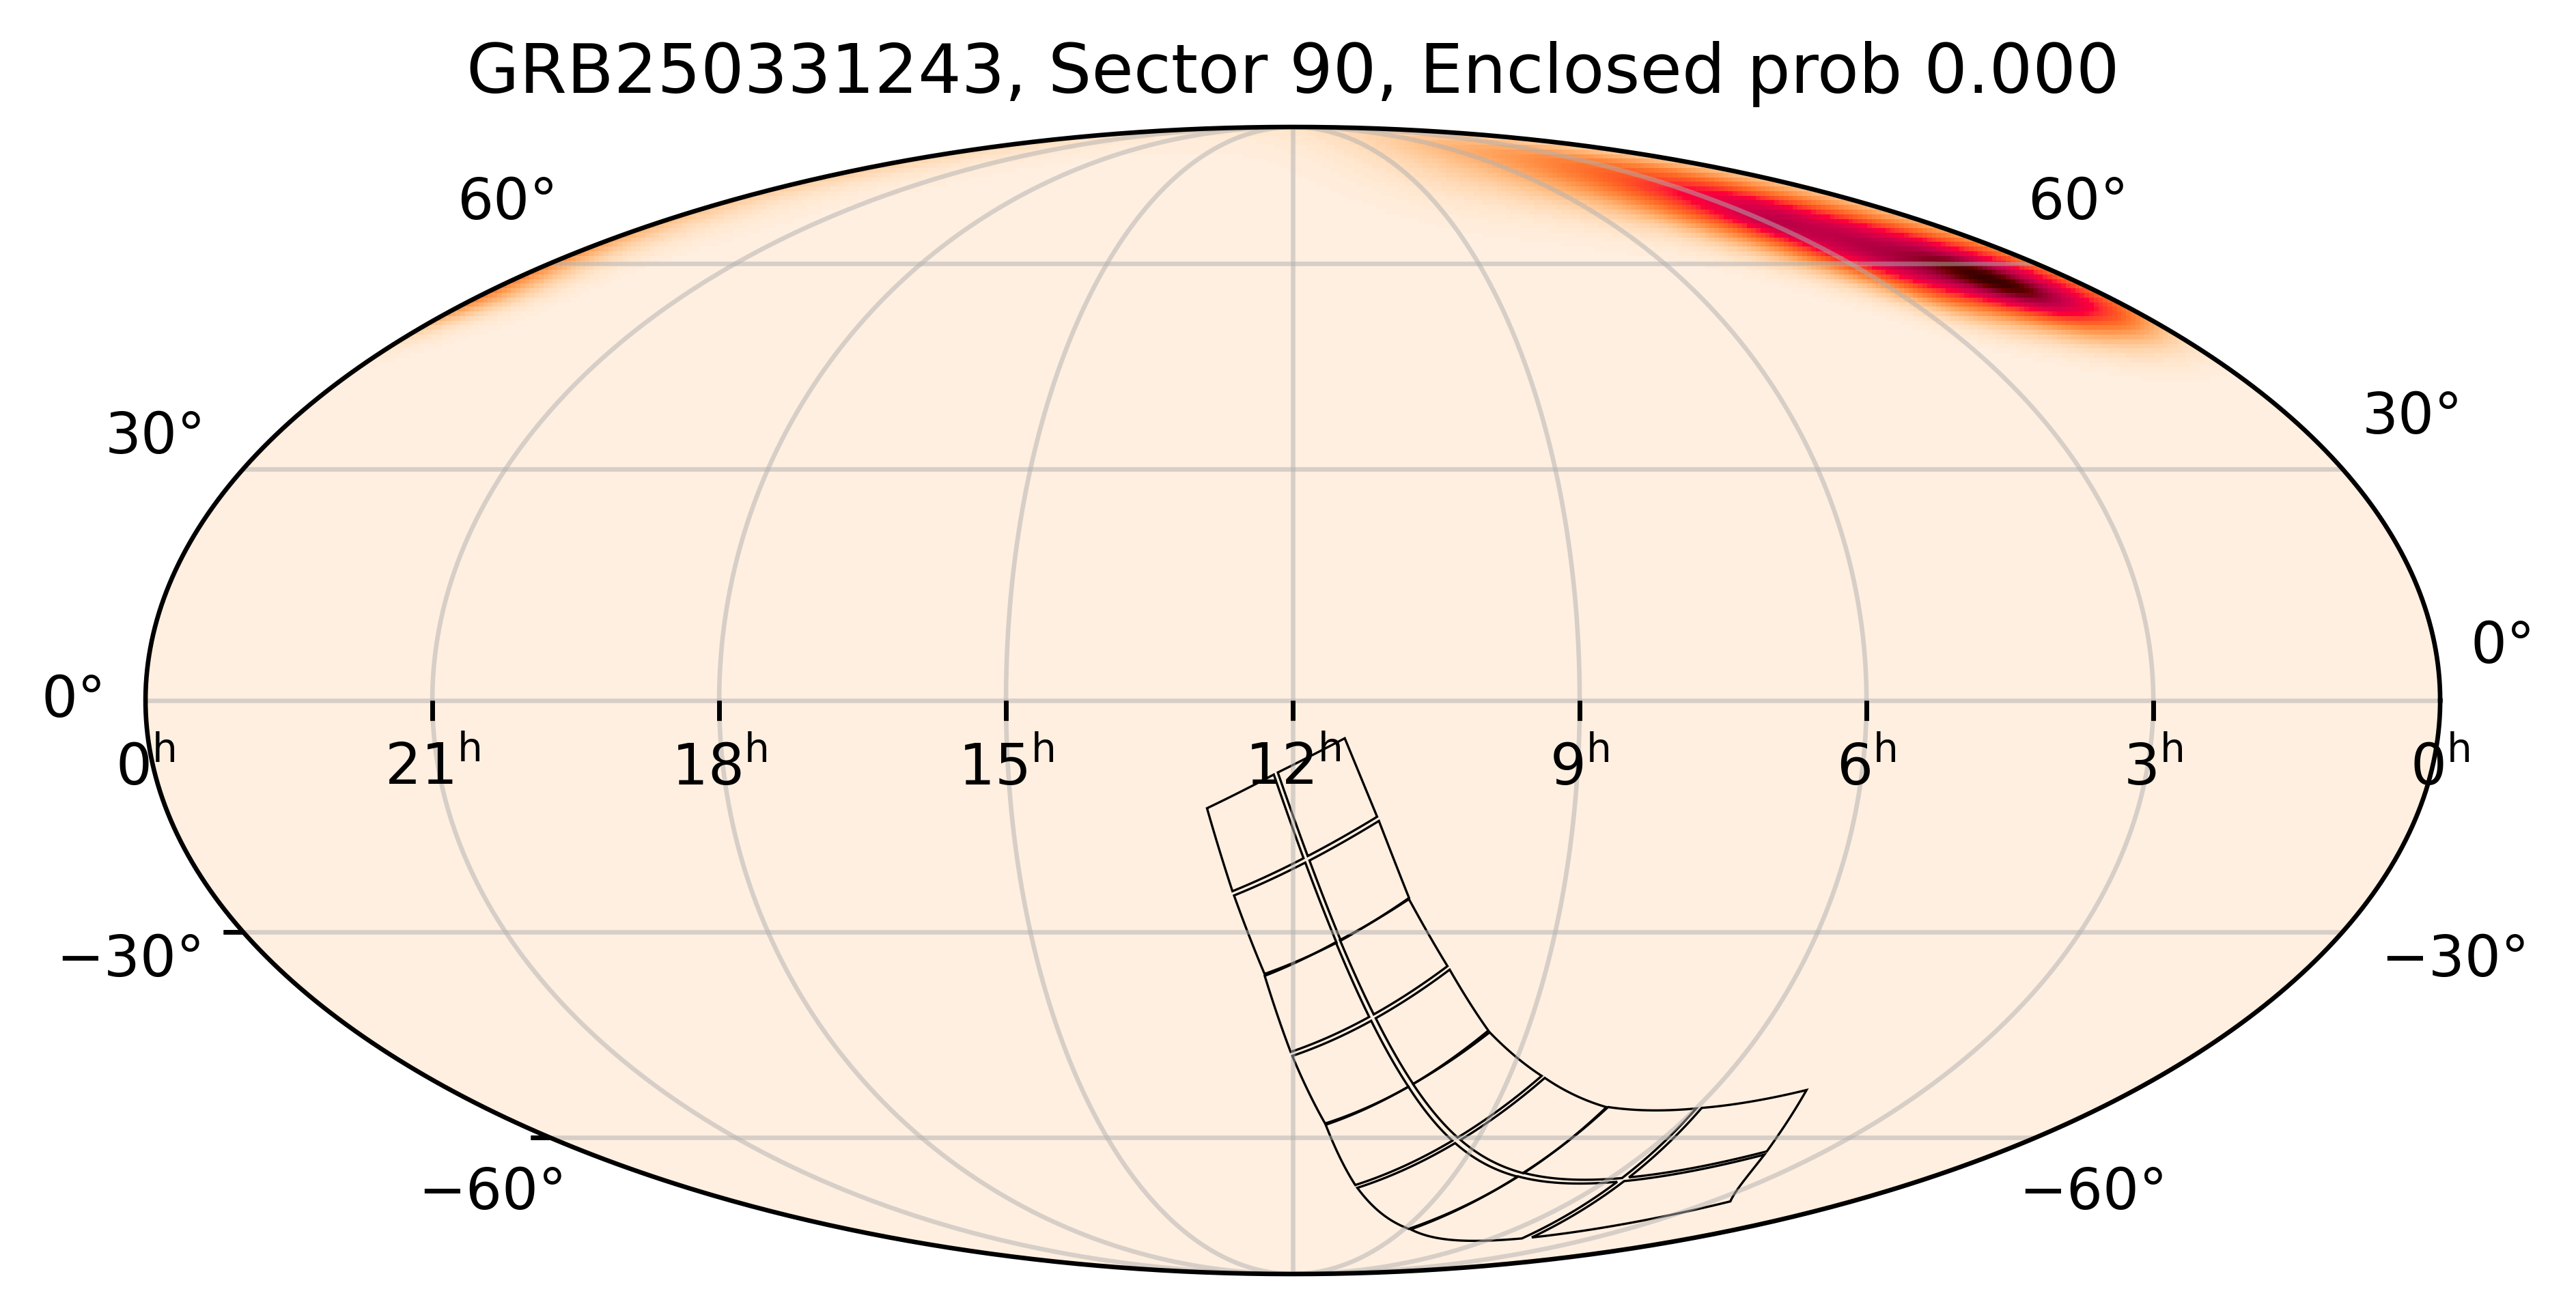 GRB250331243, Sector 90, Enclosed prob 0.000
60° 60°
30° 30°
0° 0°
0ʰ 21ʰ 18ʰ 15ʰ 12ʰ 9ʰ 6ʰ 3ʰ 0ʰ
−30° −30°
−60° −60°